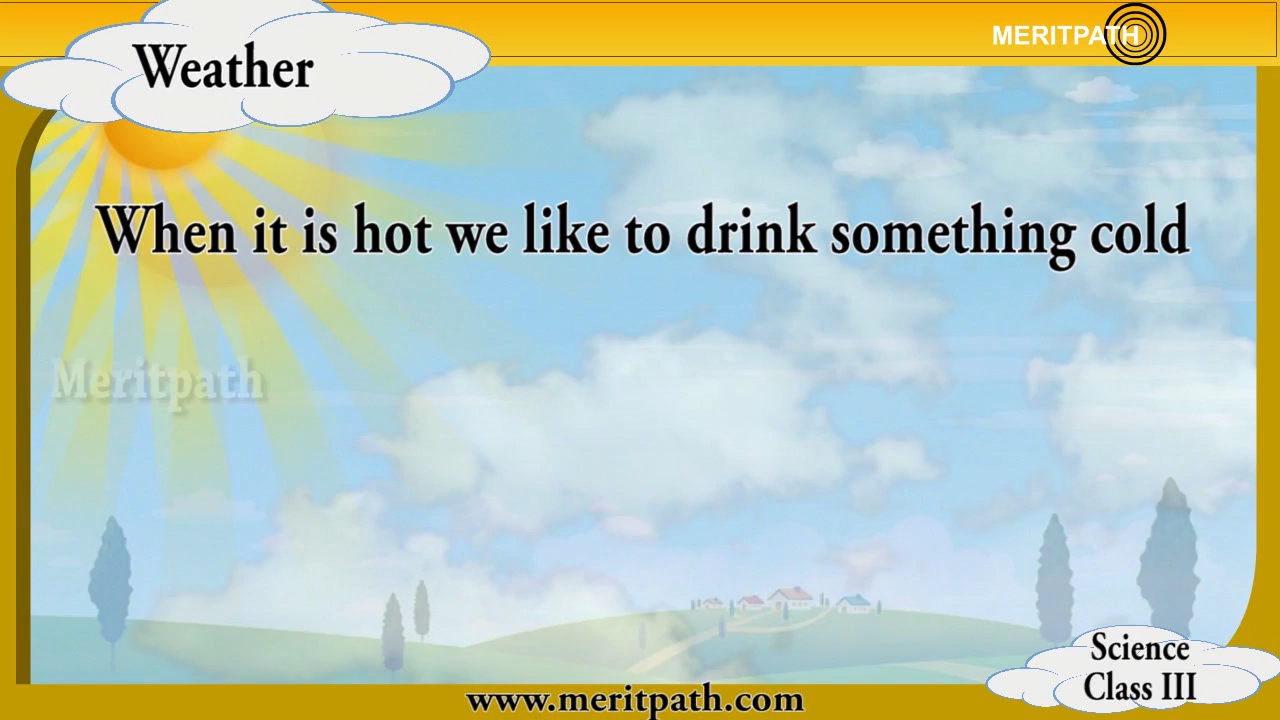 Weather
MERITPATH
When it is hot we like to drink something cold
Meritpath
Science
Class III
www.meritpath.com